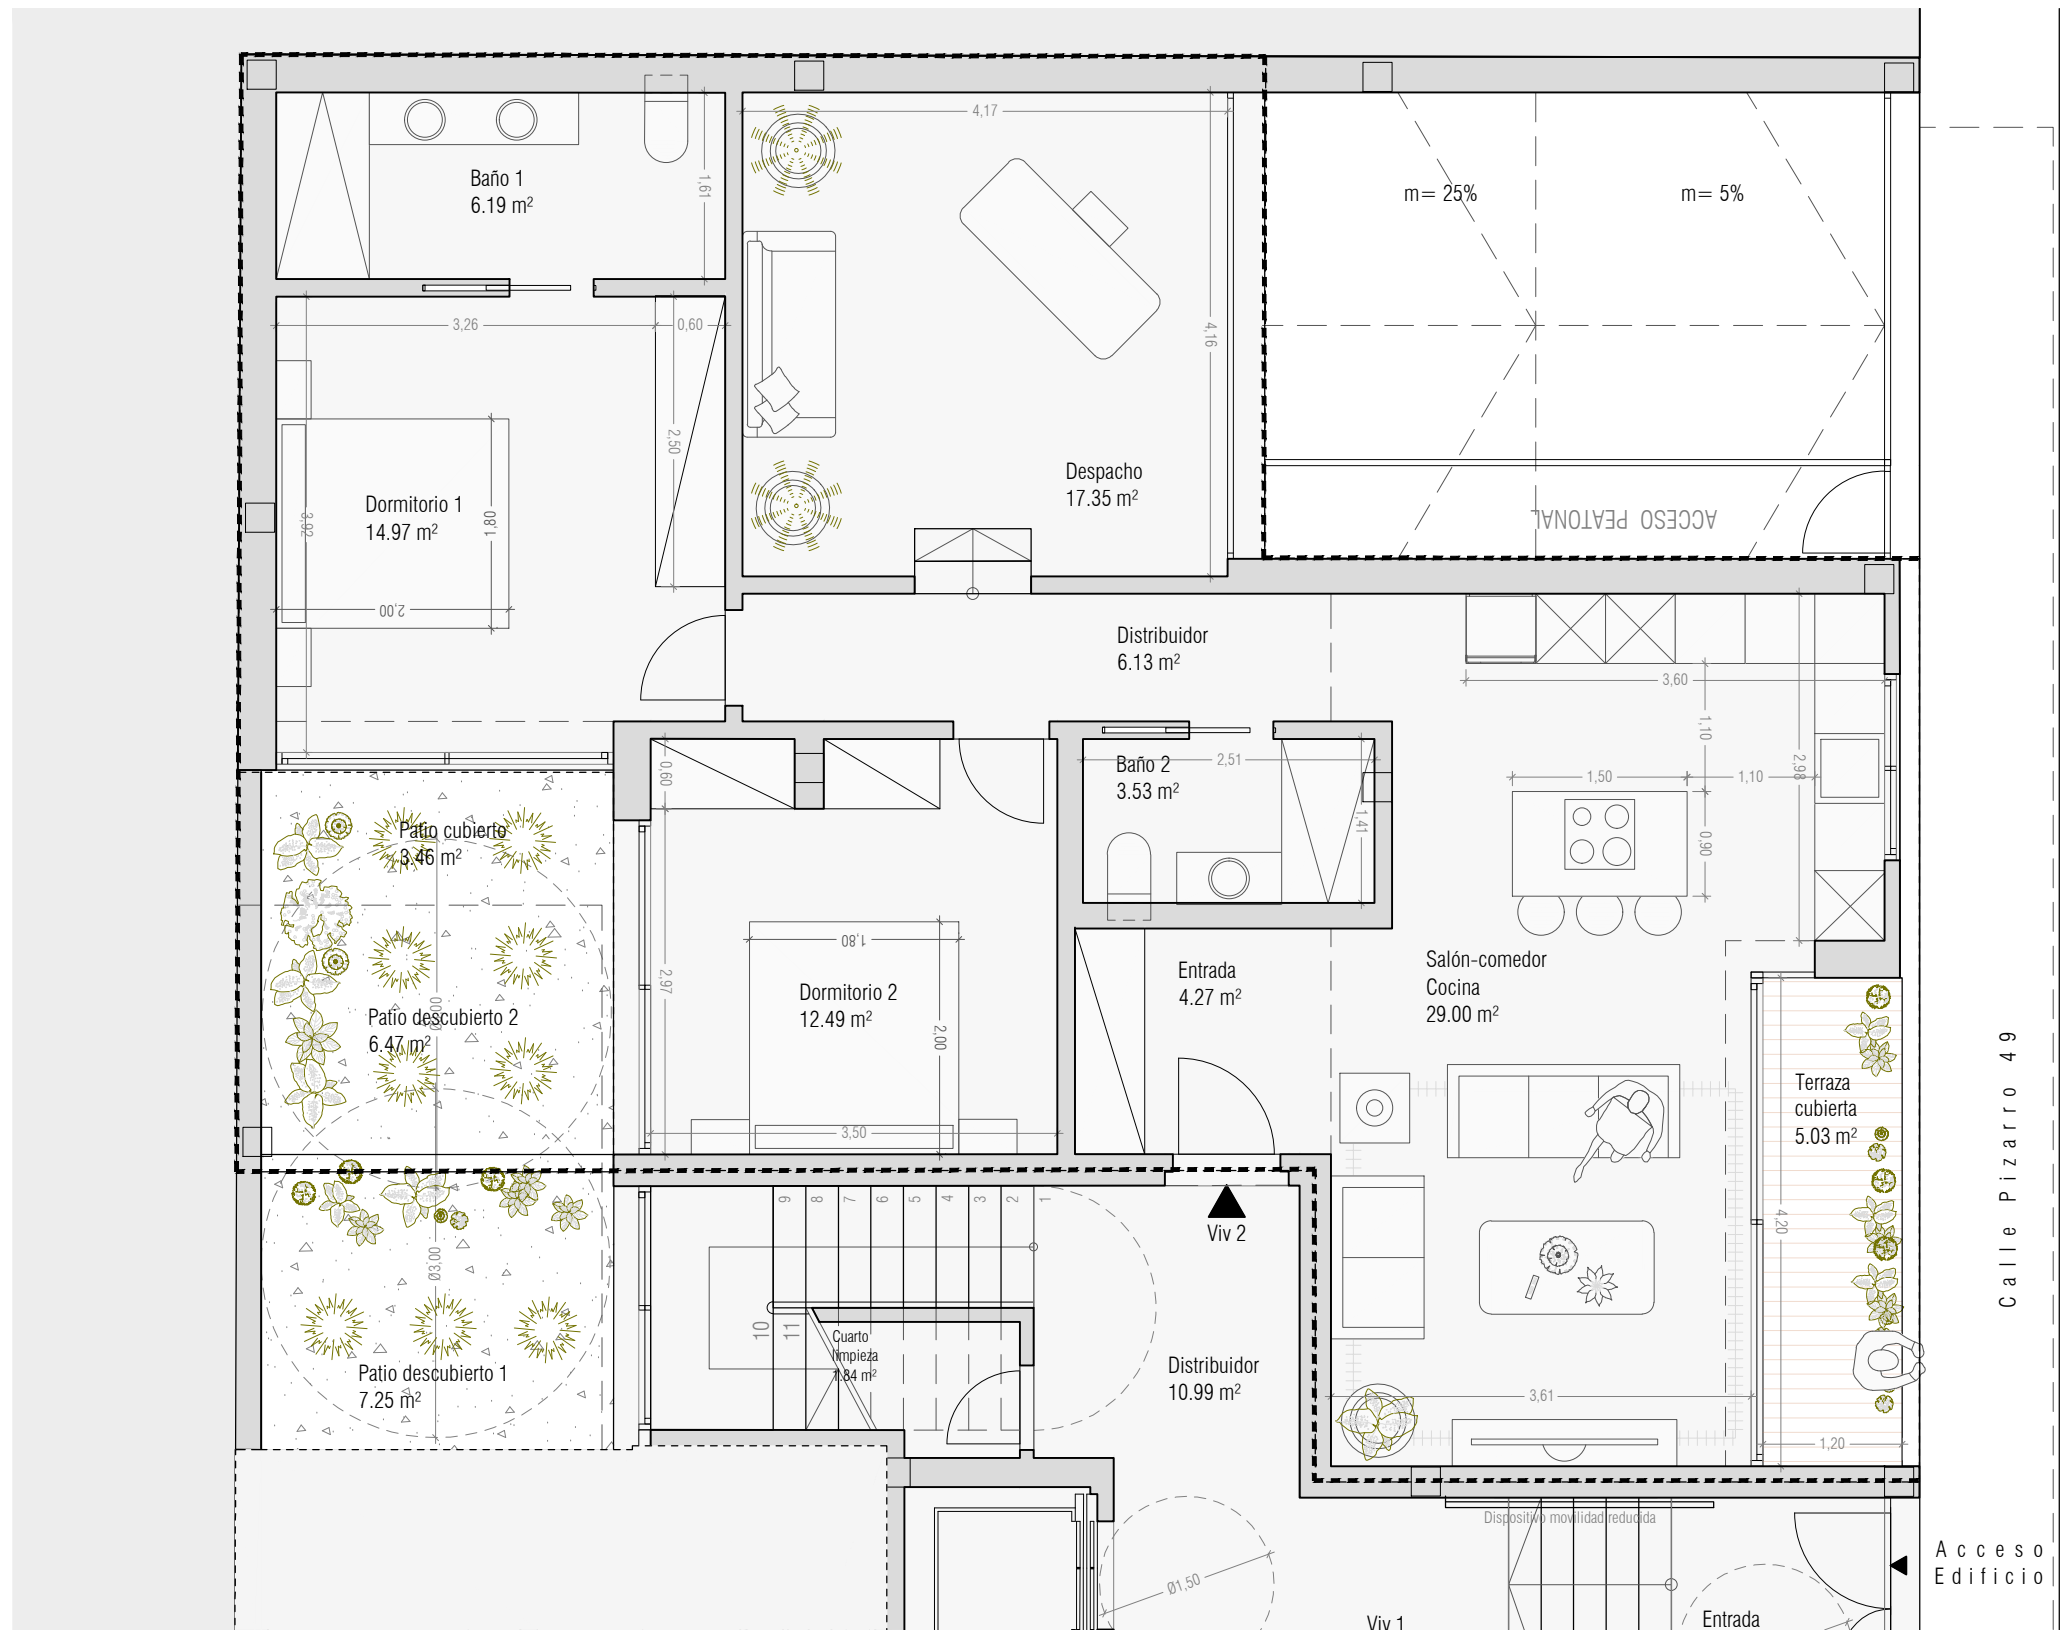 4,17
Baño 1
6.19 m²
1,61
m= 25%
m= 5%
3,26
0,60
4,16
2,50
Despacho
17.35 m²
Dormitorio 1
14.97 m²
3,92
1,80
ACCESO PEATONAL
2,00
Distribuidor
6.13 m²
3,60
1,10
0,60
Baño 2
3.53 m²
2,51
2,98
1,50
1,10
1,41
0,90
Patio cubierto
3.46 m²
1,80
2,97
Salón-comedor
Cocina
29.00 m²
Entrada
4.27 m²
Dormitorio 2
12.49 m²
2,00
Patio descubierto 2
6.47 m²
Ø3,00
Calle Pizarro 49
Terraza
cubierta
5.03 m²
3,50
9
8
7
6
5
4
3
2
1
Viv 2
4,20
Ø3,00
10
11
Cuarto
limpieza
1.84 m²
Distribuidor
10.99 m²
Patio descubierto 1
7.25 m²
3,61
1,20
Dispositivo movilidad reducida
Acceso
Edificio
Ø1,50
Viv 1
Entrada